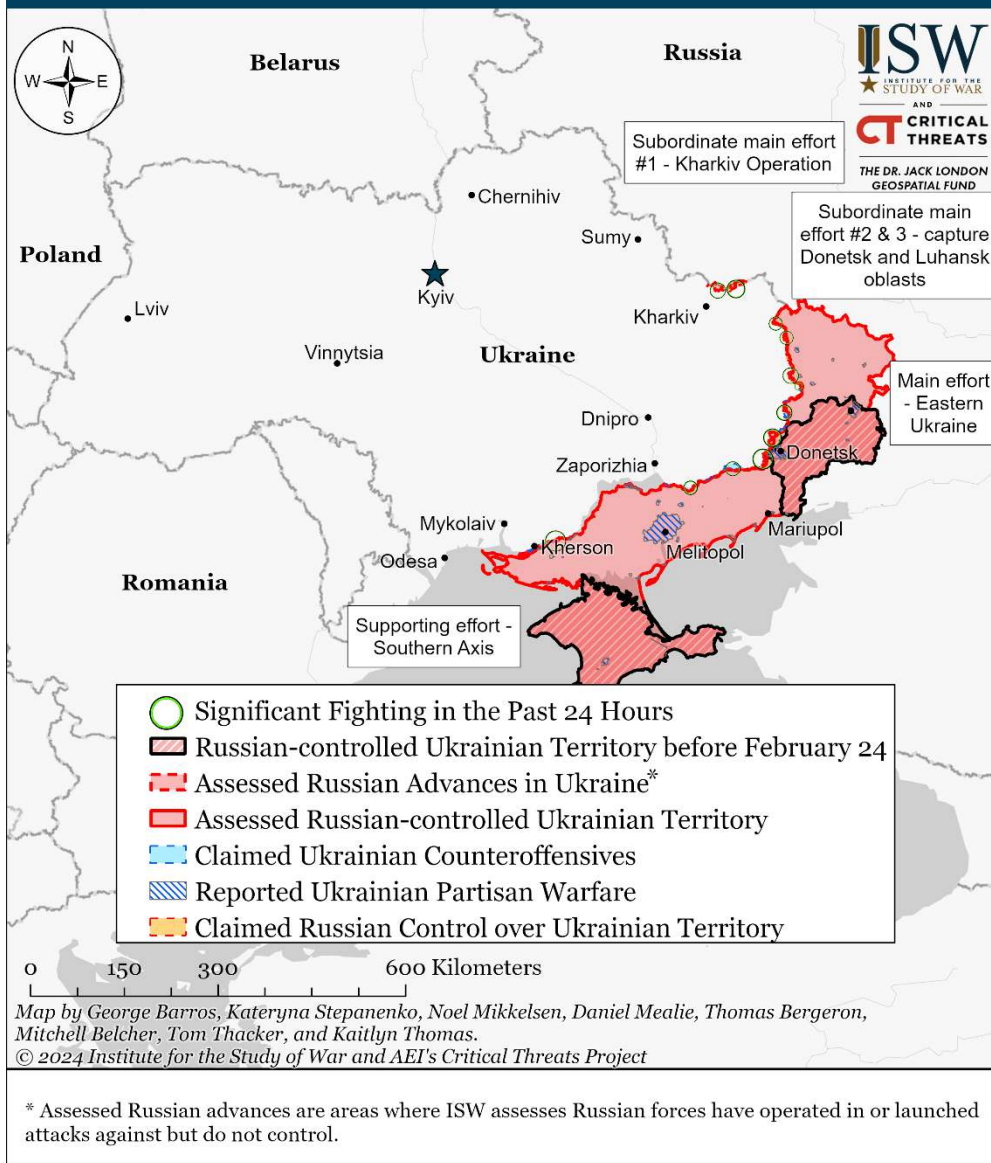 N
W E
S
Belarus
Russia
ISW
INSTITUTE FOR THE
STUDY OF WAR
AND
CT CRITICAL
THREATS
THE DR. JACK LONDON
GEOSPATIAL FUND
Subordinate main effort
#1 - Kharkiv Operation
Subordinate main
effort #2 & 3 - capture
Donetsk and Luhansk
oblasts
Chernihiv
Sumy
Poland
Kyiv
Lviv
Kharkiv
Vinnytsia
Ukraine
Main effort
- Eastern
Ukraine
Dnipro
Donetsk
Zaporizhia
Mykolaiv
Mariupol
Kherson
Melitopol
Odesa
Romania
Supporting effort -
Southern Axis
Significant Fighting in the Past 24 Hours
Russian-controlled Ukrainian Territory before February 24
Assessed Russian Advances in Ukraine*
Assessed Russian-controlled Ukrainian Territory
Claimed Ukrainian Counteroffensives
Reported Ukrainian Partisan Warfare
Claimed Russian Control over Ukrainian Territory
0 150 300 600 Kilometers
Map by George Barros, Kateryna Stepanenko, Noel Mikkelsen, Daniel Mealie, Thomas Bergeron,
Mitchell Belcher, Tom Thacker, and Kaitlyn Thomas.
© 2024 Institute for the Study of War and AEI's Critical Threats Project
* Assessed Russian advances are areas where ISW assesses Russian forces have operated in or launched
attacks against but do not control.